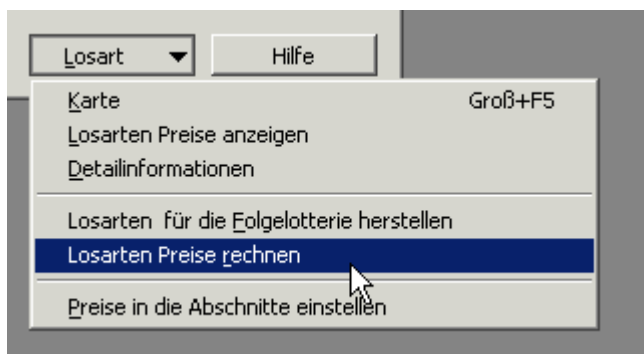 Losart Hilfe
Karte Groß+F5
Losarten Preise anzeigen
Detailinformationen
Losarten für die Folgelotterie herstellen
Losarten Preise rechnen
Preise in die Abschnitte einstellen